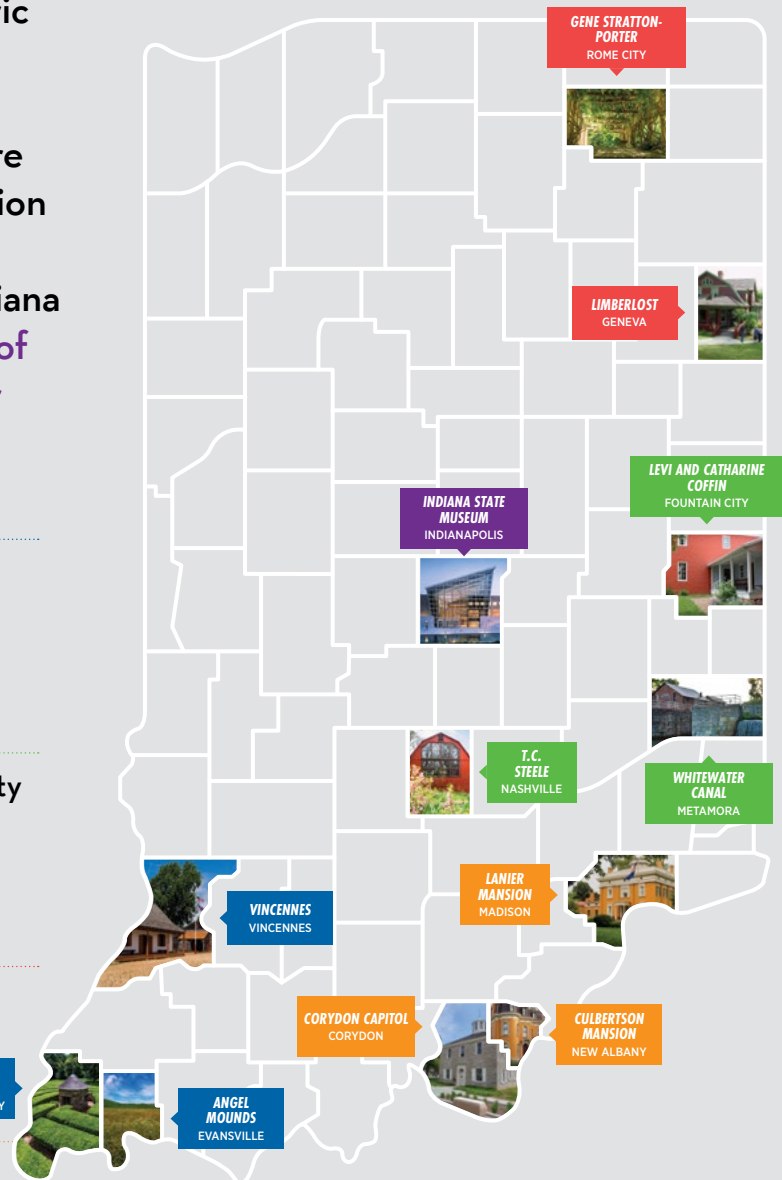 ic
re
ion
iana
of
ty
GENE STRATTON-
PORTER
ROME CITY
LIMBERLOST
GENEVA
LEVI AND CATHARINE
COFFIN
FOUNTAIN CITY
INDIANA STATE
MUSEUM
INDIANAPOLIS
T.C.
STEELE
NASHVILLE
WHITEWATER
CANAL
METAMORA
LANIER
MANSION
MADISON
VINCENNES
VINCENNES
CORYDON CAPITOL
CORYDON
CULBERTSON
MANSION
NEW ALBANY
Y
ANGEL
MOUNDS
EVANSVILLE